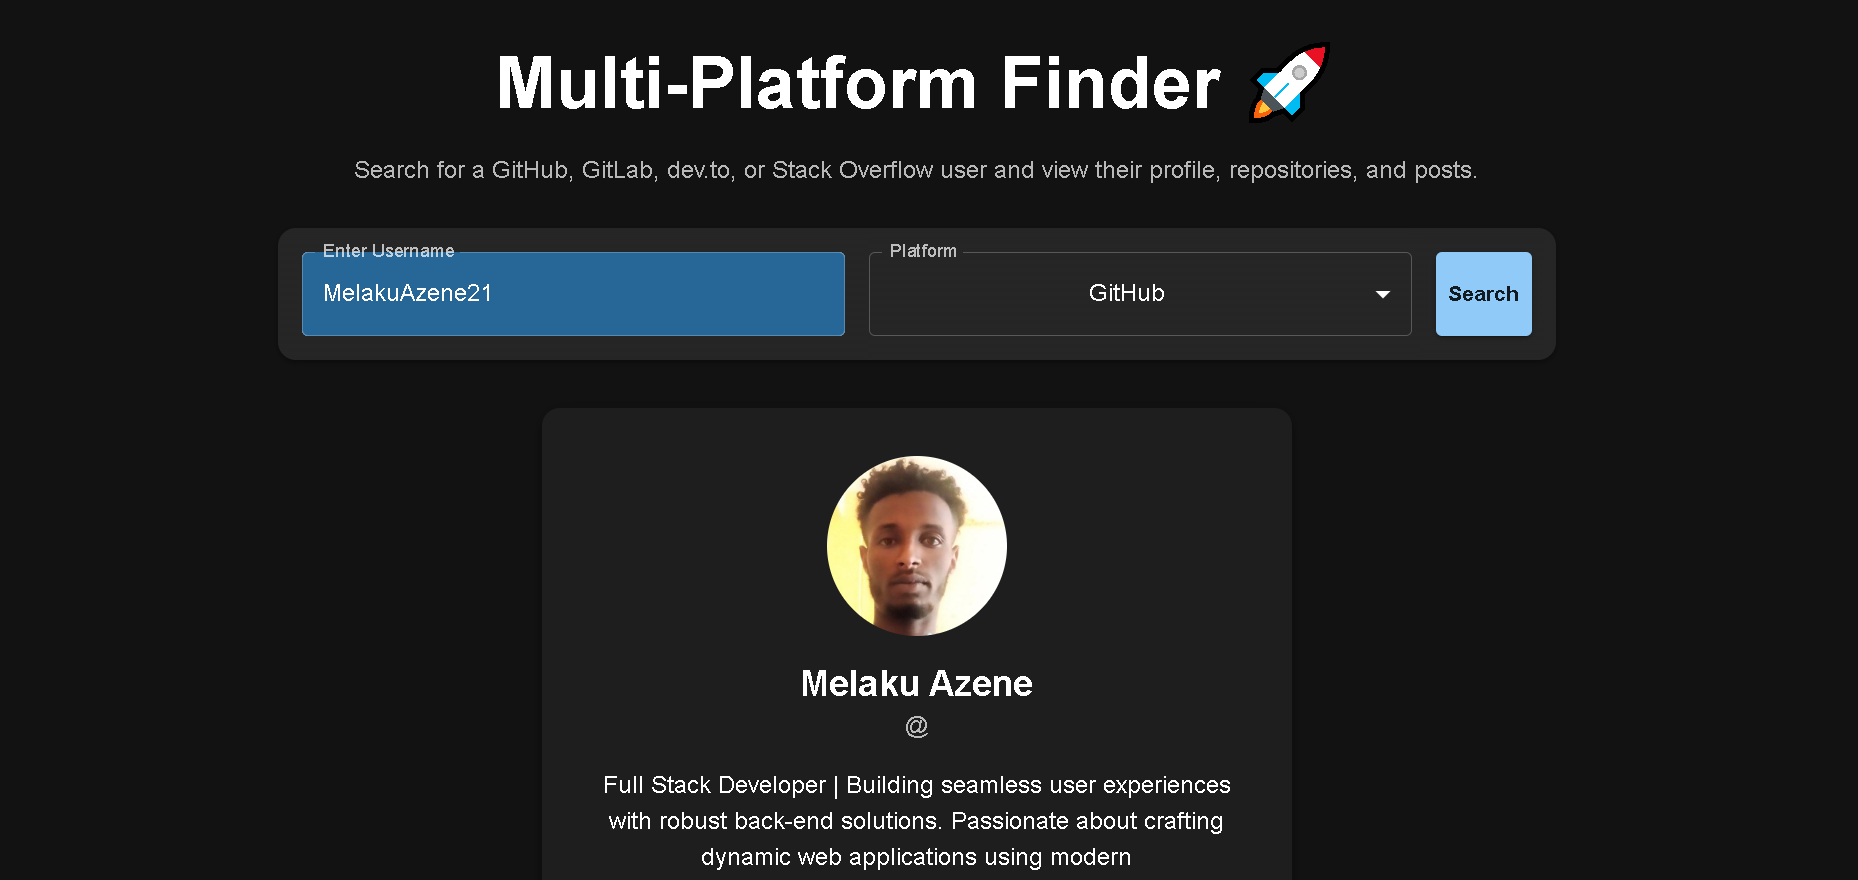 Multi-Platform Finder 🚀
Search for a GitHub, GitLab, dev.to, or Stack Overflow user and view their profile, repositories, and posts.
Enter Username
MelakuAzene21
Platform
GitHub
Search
Melaku Azene
@
Full Stack Developer | Building seamless user experiences
with robust back-end solutions. Passionate about crafting
dynamic web applications using modern